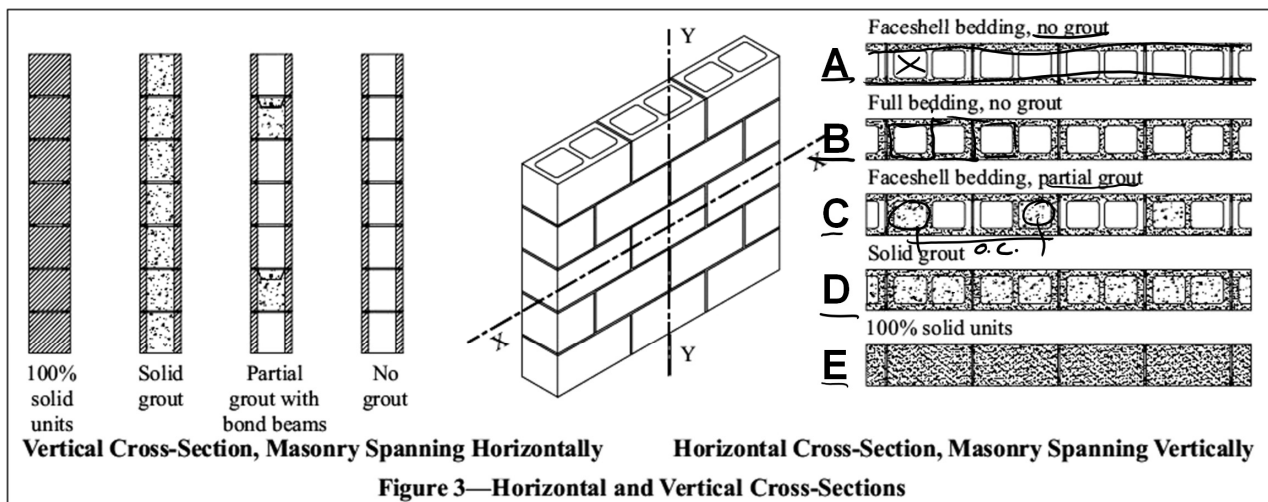 Faceshell bedding, no grout
A
Full bedding, no grout
B
Faceshell bedding, partial grout
C
o.c.
Solid grout
D
100% solid units
E
Y
X
X
Y
100% solid units
Solid grout
Partial grout with bond beams
No grout
Vertical Cross-Section, Masonry Spanning Horizontally
Horizontal Cross-Section, Masonry Spanning Vertically
Figure 3—Horizontal and Vertical Cross-Sections